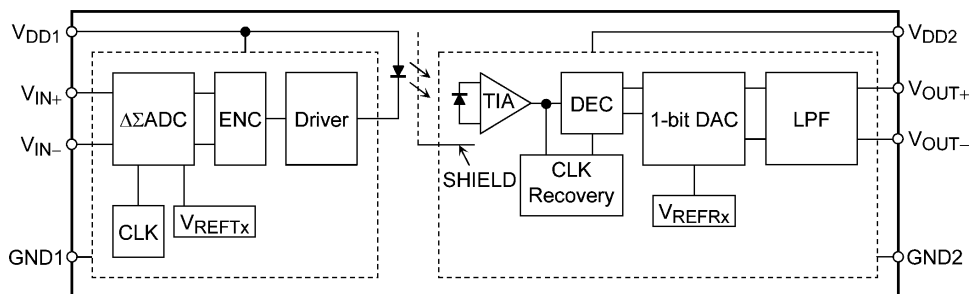 VDD1
VDD2
VIN+
VIN−
ΔΣADC
ENC
Driver
TIA
DEC
1-bit DAC
LPF
VOUT+
VOUT−
SHIELD
CLK
Recovery
CLK
VREFTx
VREFRx
GND1
GND2